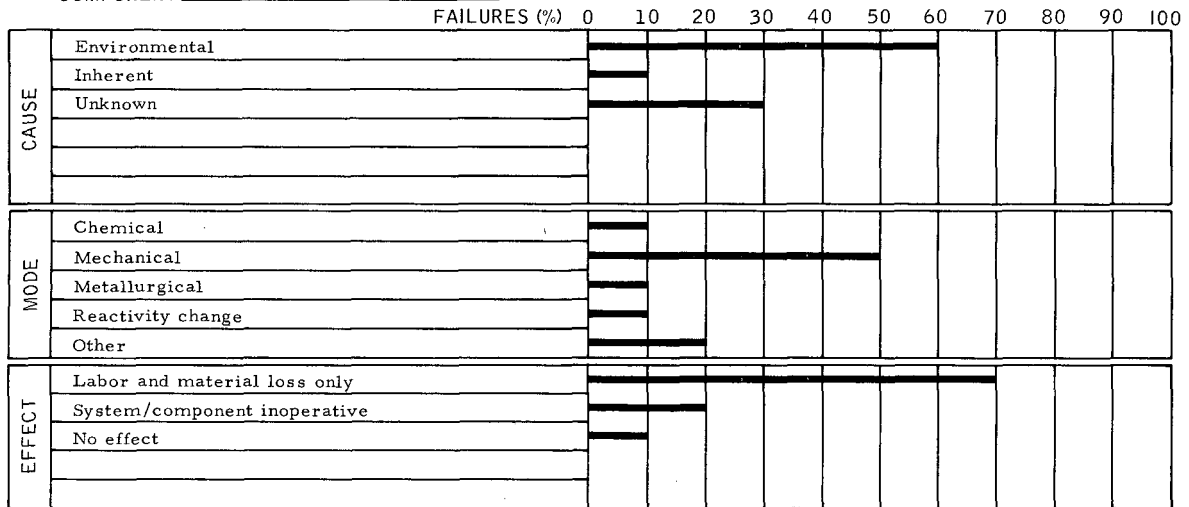 FAILURES (%) 0 10 20 30 40 50 60 70 80 90 100
CAUSE
Environmental
Inherent
Unknown
MODE
Chemical
Mechanical
Metallurgical
Reactivity change
Other
EFFECT
Labor and material loss only
System/component inoperative
No effect